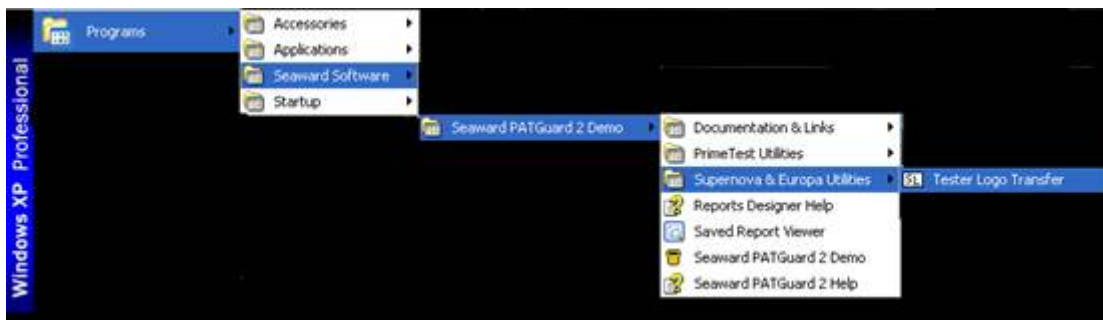 Windows XP Professional
Programs
Accessories
Applications
Seaward Software
Startup
Seaward PATGuard 2 Demo
Documentation & Links
PrimeTest Utilities
Supernova & Europa Utilities
Reports Designer Help
Saved Report Viewer
Seaward PATGuard 2 Demo
Seaward PATGuard 2 Help
SL Tester Logo Transfer